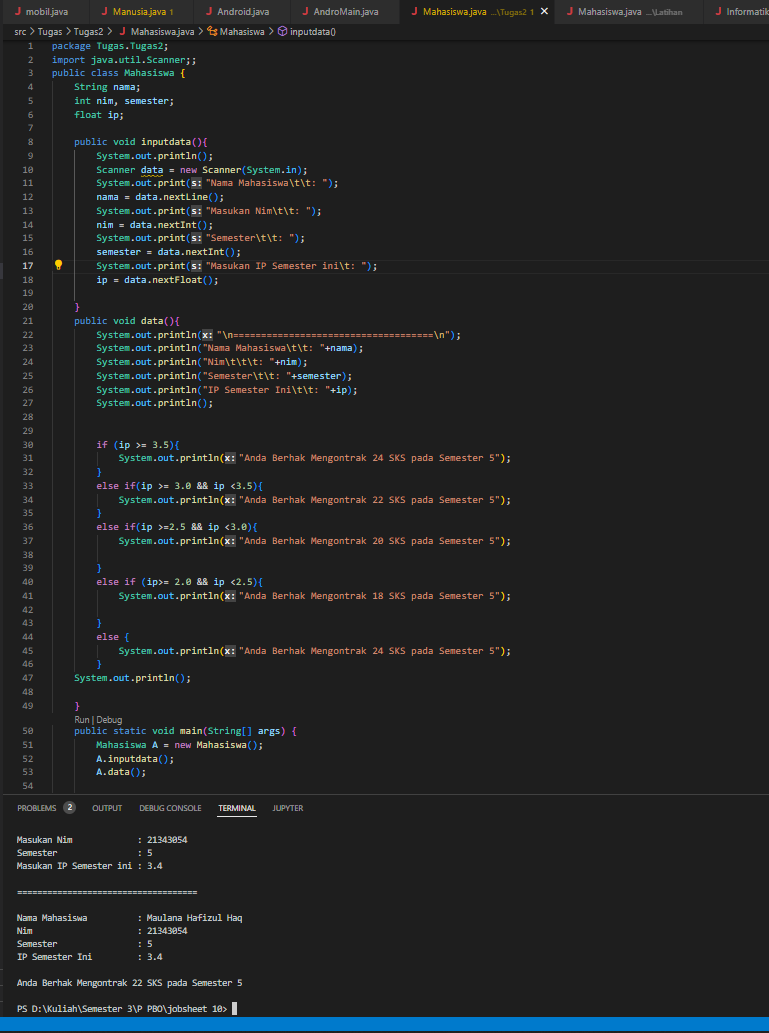 mobil.java Manusia.java 1 Android.java AndroMain.java Mahasiswa.java ...\Tugas2 1 Mahasiswa.java ...\Latihan Informatik
src > Tugas > Tugas2 > Mahasiswa.java > Mahasiswa > inputdata()
1 package Tugas.Tugas2;
2 import java.util.Scanner;;
3 public class Mahasiswa {
4 String nama;
5 int nim, semester;
6 float ip;
7
8 public void inputdata(){
9 System.out.println();
10 Scanner data = new Scanner(System.in);
11 System.out.print(s: "Nama Mahasiswa\t\t: ");
12 nama = data.nextLine();
13 System.out.print(s: "Masukan Nim\t\t: ");
14 nim = data.nextInt();
15 System.out.print(s: "Semester\t\t: ");
16 semester = data.nextInt();
17 System.out.print(s: "Masukan IP Semester ini\t: ");
18 ip = data.nextFloat();
19
20 }
21 public void data(){
22 System.out.println(x: "\n====================================\n");
23 System.out.println("Nama Mahasiswa\t\t: "+nama);
24 System.out.println("Nim\t\t\t: "+nim);
25 System.out.println("Semester\t\t: "+semester);
26 System.out.println("IP Semester Ini\t\t: "+ip);
27 System.out.println();
28
29
30 if (ip >= 3.5){
31 System.out.println(x: "Anda Berhak Mengontrak 24 SKS pada Semester 5");
32 }
33 else if(ip >= 3.0 && ip <3.5){
34 System.out.println(x: "Anda Berhak Mengontrak 22 SKS pada Semester 5");
35 }
36 else if(ip >=2.5 && ip <3.0){
37 System.out.println(x: "Anda Berhak Mengontrak 20 SKS pada Semester 5");
38
39 }
40 else if (ip>= 2.0 && ip <2.5){
41 System.out.println(x: "Anda Berhak Mengontrak 18 SKS pada Semester 5");
42
43 }
44 else {
45 System.out.println(x: "Anda Berhak Mengontrak 24 SKS pada Semester 5");
46 }
47 System.out.println();
48
49 }
Run | Debug
50 public static void main(String[] args) {
51 Mahasiswa A = new Mahasiswa();
52 A.inputdata();
53 A.data();
54
PROBLEMS 2 OUTPUT DEBUG CONSOLE TERMINAL JUPYTER
Masukan Nim : 21343054
Semester : 5
Masukan IP Semester ini : 3.4
====================================
Nama Mahasiswa : Maulana Hafizul Haq
Nim : 21343054
Semester : 5
IP Semester Ini : 3.4
Anda Berhak Mengontrak 22 SKS pada Semester 5
PS D:\Kuliah\Semester 3\P PBO\jobsheet 10>